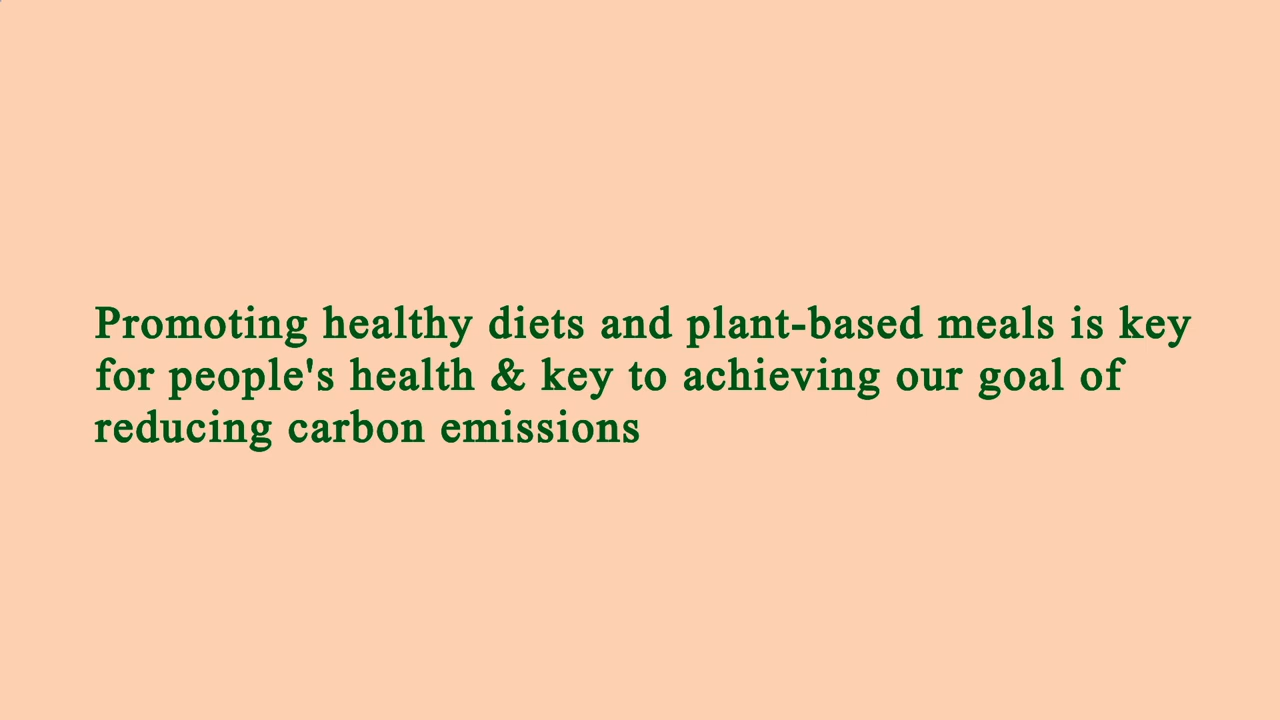 Promoting healthy diets and plant-based meals is key
for people's health & key to achieving our goal of
reducing carbon emissions